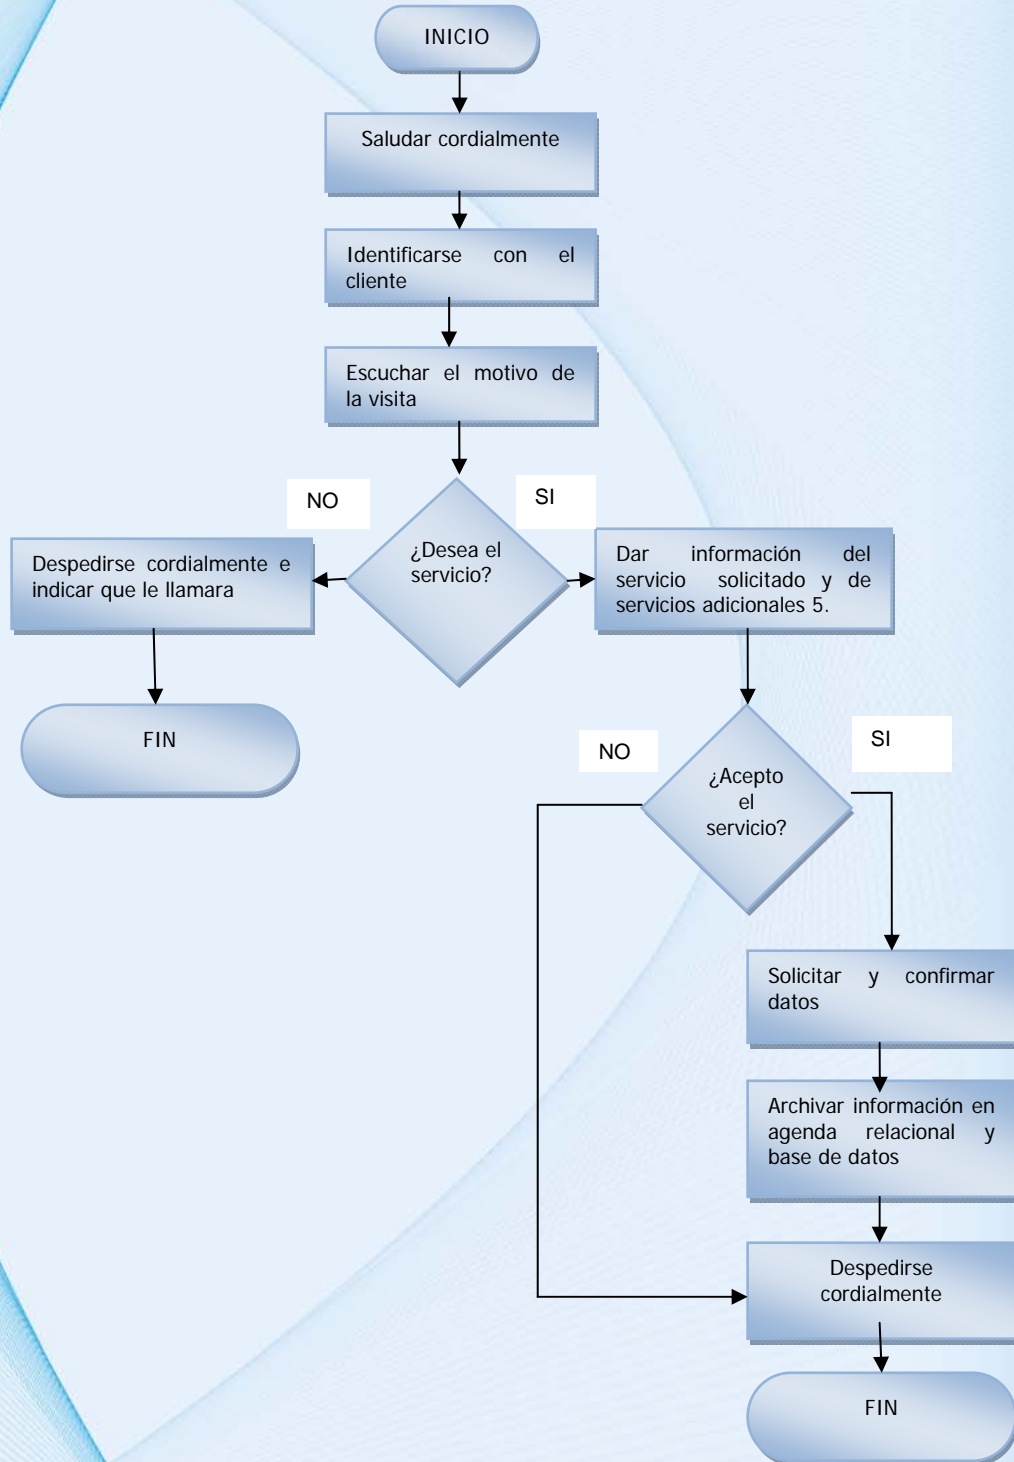 INICIO
Saludar cordialmente
Identificarse con el
cliente
Escuchar el motivo de
la visita
NO
SI
¿Desea el
servicio?
Despedirse cordialmente e
indicar que le llamara
Dar información del
servicio solicitado y de
servicios adicionales 5.
FIN
NO
SI
¿Acepto
el
servicio?
Solicitar y confirmar
datos
Archivar información en
agenda relacional y
base de datos
Despedirse
cordialmente
FIN